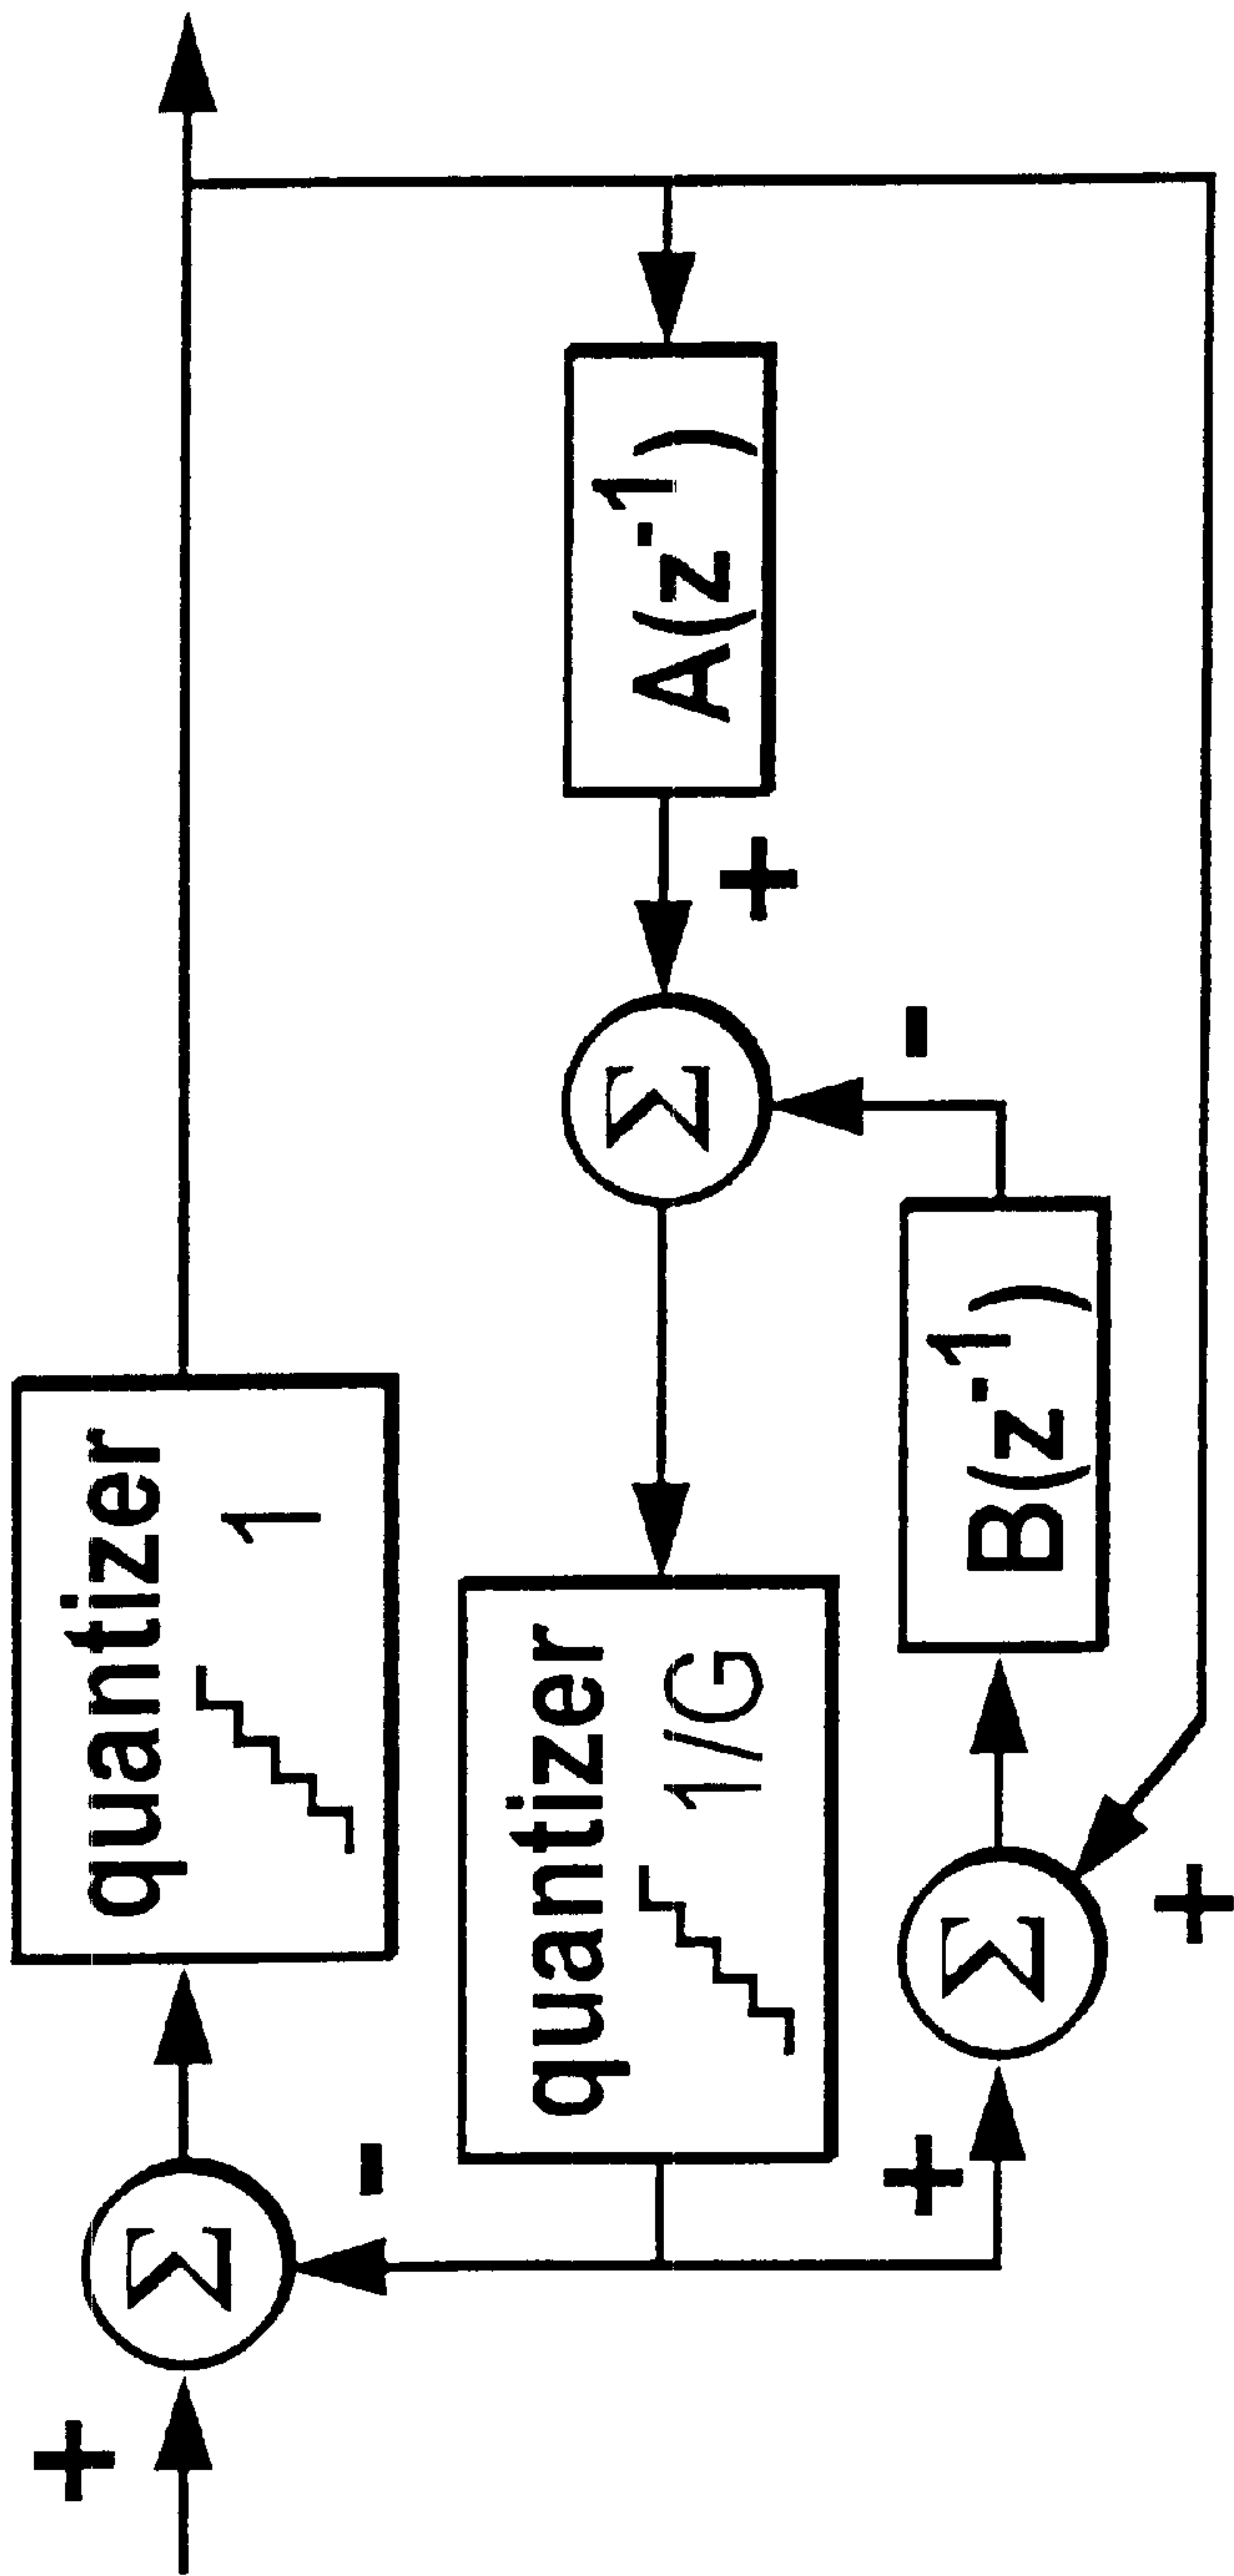 +
Σ
-
quantizer
1
quantizer
1/G
Σ
-
+
A(z⁻¹)
+
Σ
+
B(z⁻¹)